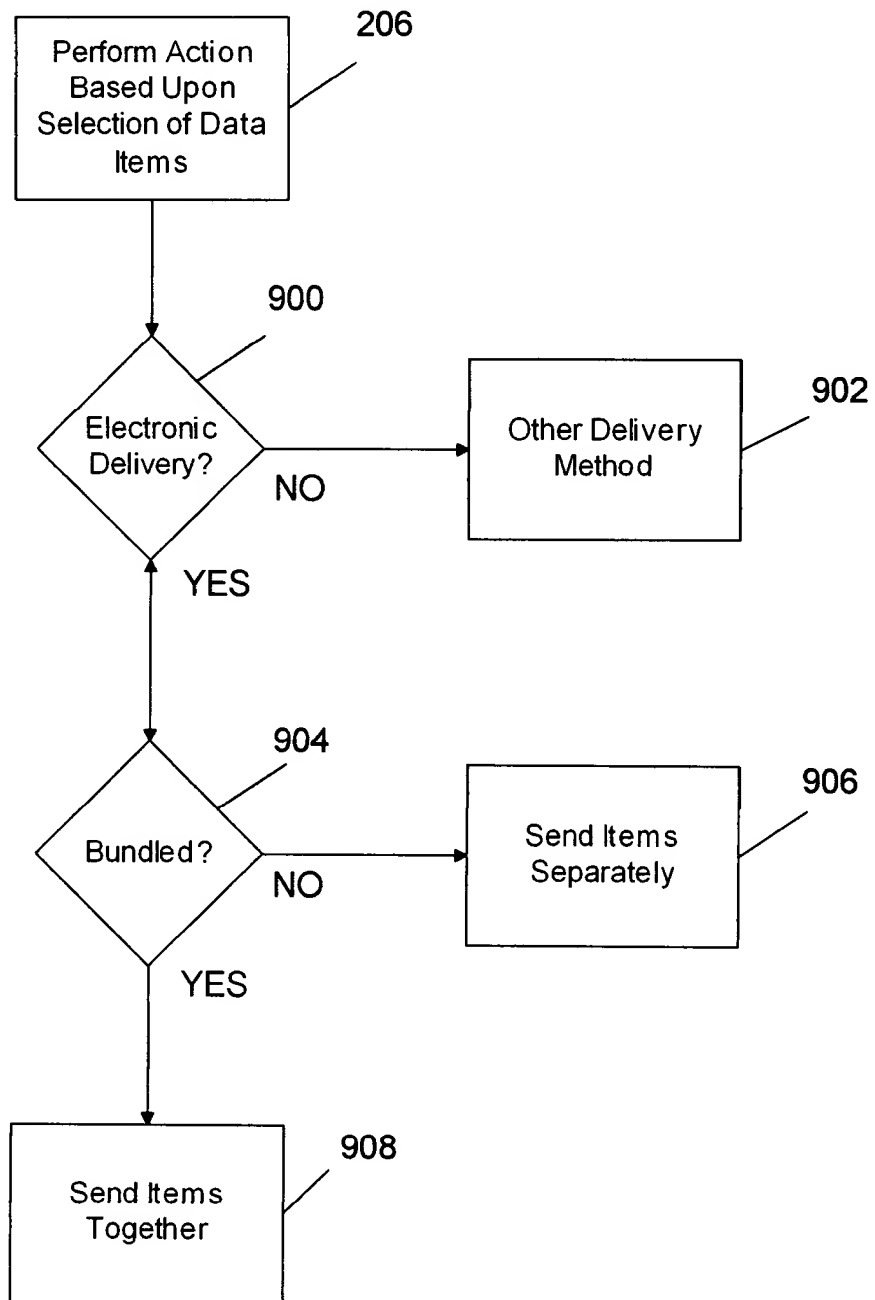 206
Perform Action
Based Upon
Selection of Data
Items
900
Electronic
Delivery?
NO
YES
902
Other Delivery
Method
904
Bundled?
NO
YES
906
Send Items
Separately
908
Send Items
Together